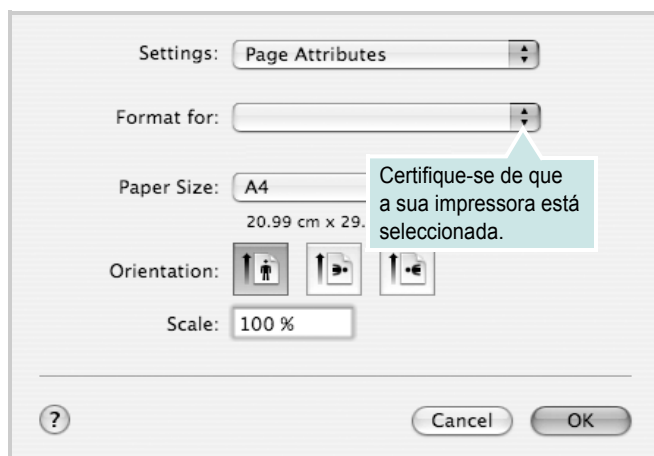 Settings: Page Attributes
Format for:
Certifique-se de que
a sua impressora está
seleccionada.
Paper Size: A4
20.99 cm x 29.
Orientation:
Scale: 100 %
? Cancel OK